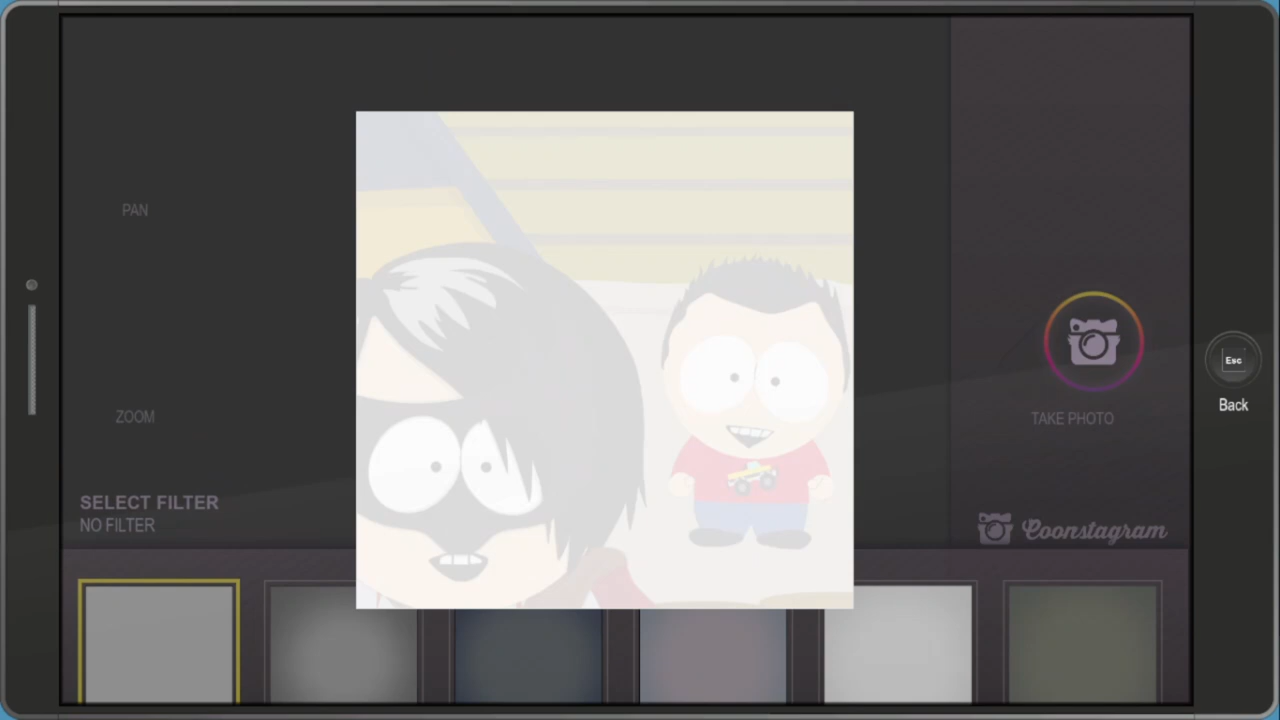 PAN
Esc
Back
ZOOM
TAKE PHOTO
SELECT FILTER
NO FILTER
Coonstagram